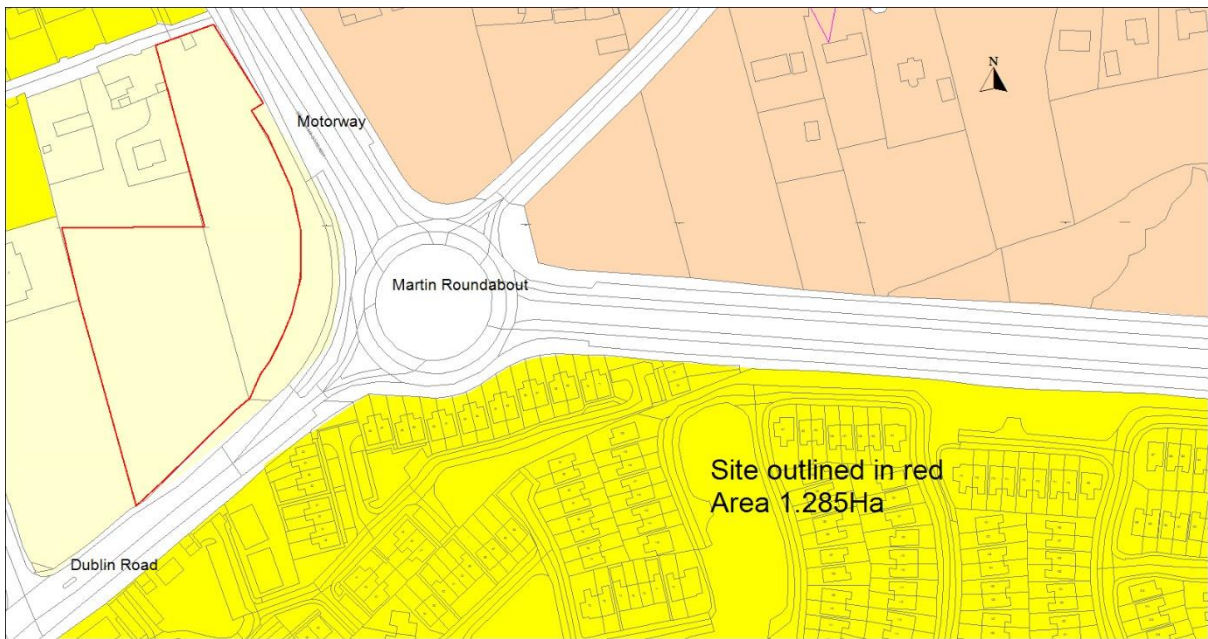 N
Motorway
Martin Roundabout
Site outlined in red
Area 1.285Ha
Dublin Road